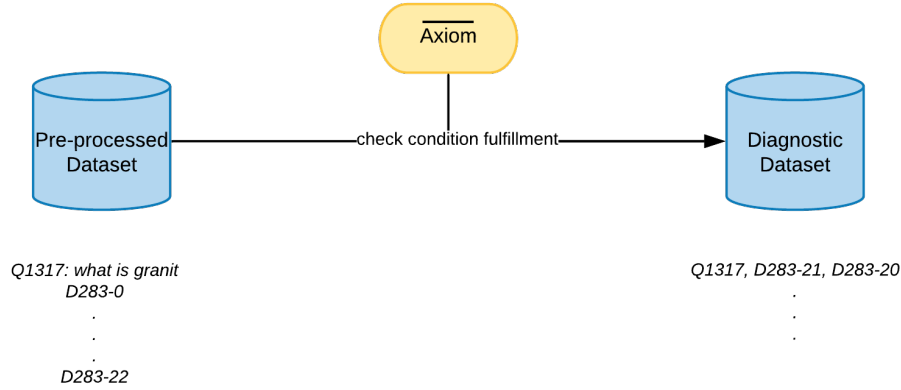 Axiom
Pre-processed
Dataset
check condition fulfillment
Diagnostic
Dataset
Q1317: what is granit
D283-0
.
.
.
D283-22
Q1317, D283-21, D283-20
.
.
.